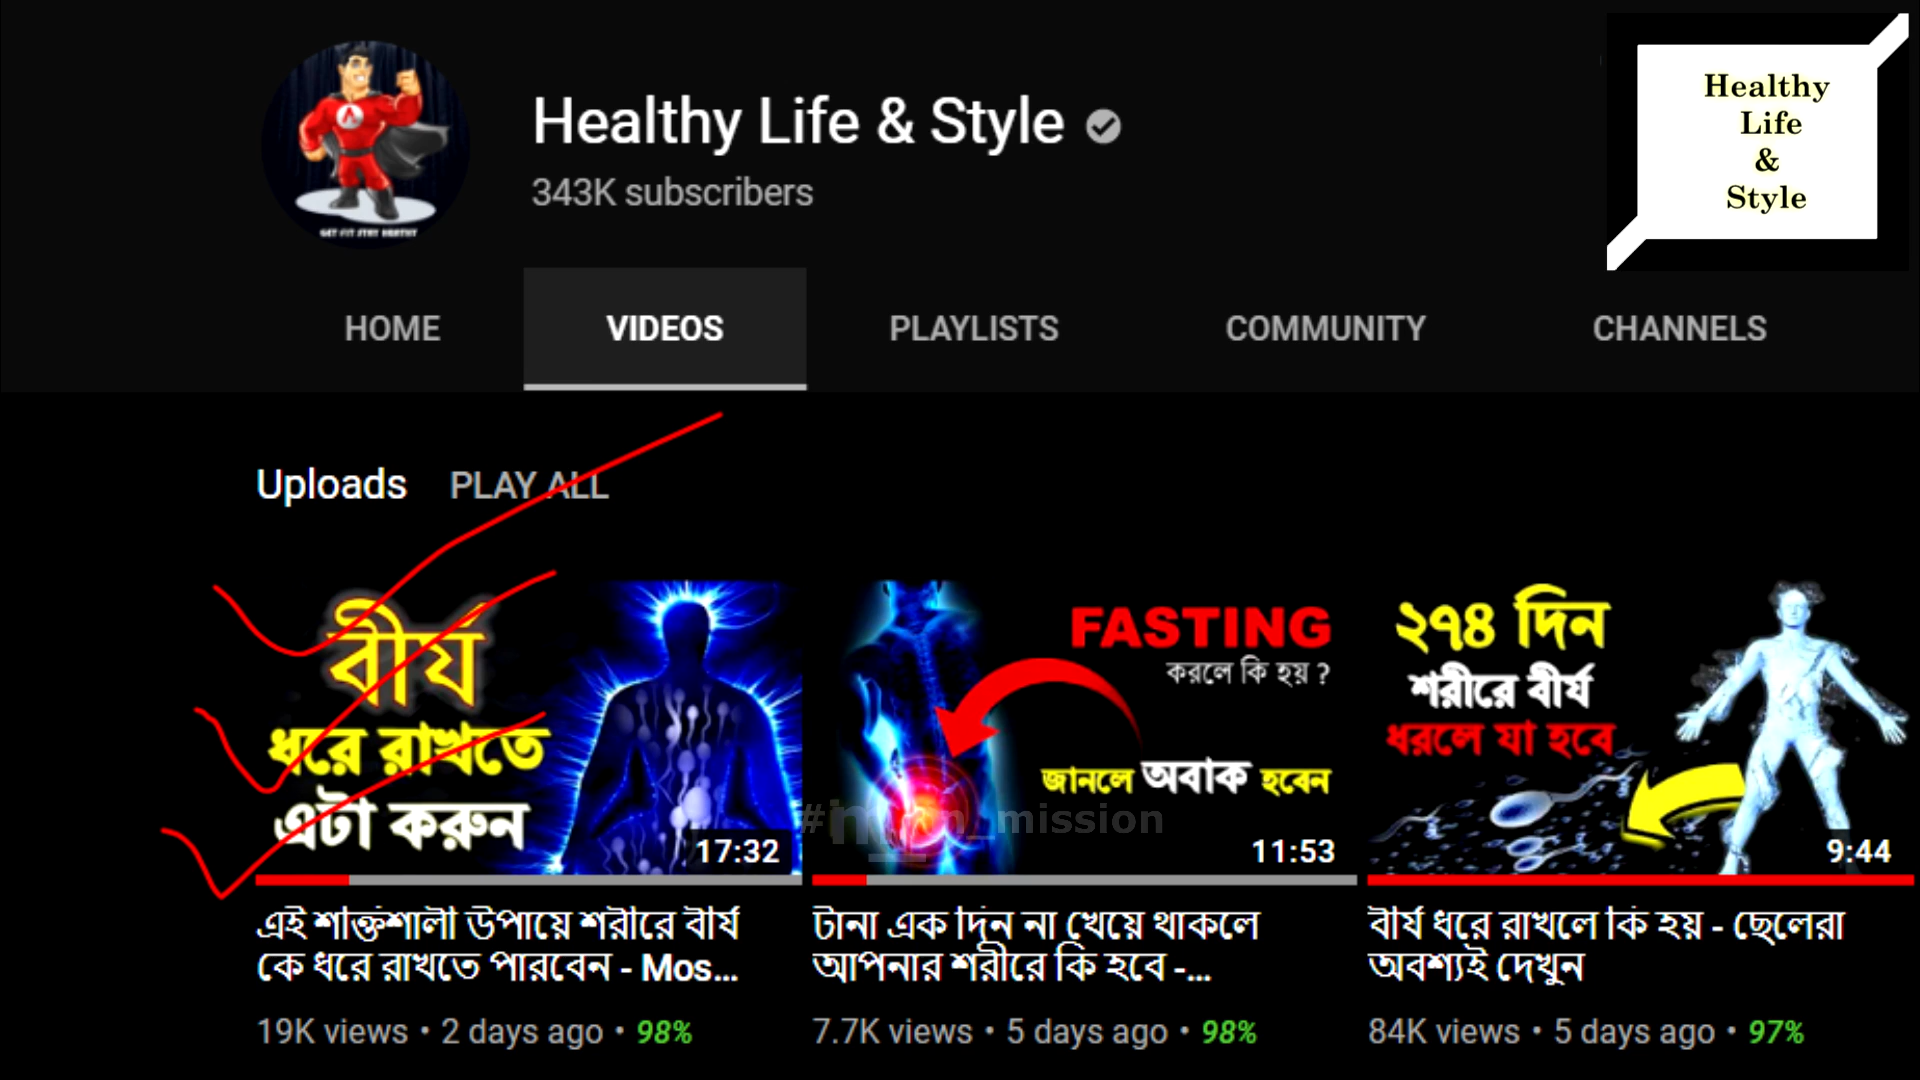 Healthy Life & Style
343K subscribers
Healthy
Life
&
Style
HOME VIDEOS PLAYLISTS COMMUNITY CHANNELS
Uploads PLAY ALL
বীর্য
ধরে রাখতে
এটা করুন
17:32
FASTING
করলে কি হয় ?
জানলে অবাক হবেন
11:53
২৭৪ দিন
শরীরে বীর্য
ধরলে যা হবে
9:44
এই শক্তিশালী উপায়ে শরীরে বীর্য
কে ধরে রাখতে পারবেন - Mos...
19K views • 2 days ago • 98%
টানা এক দিন না খেয়ে থাকলে
আপনার শরীরে কি হবে -...
7.7K views • 5 days ago • 98%
বীর্য ধরে রাখলে কি হয় - ছেলেরা
অবশ্যই দেখুন
84K views • 5 days ago • 97%